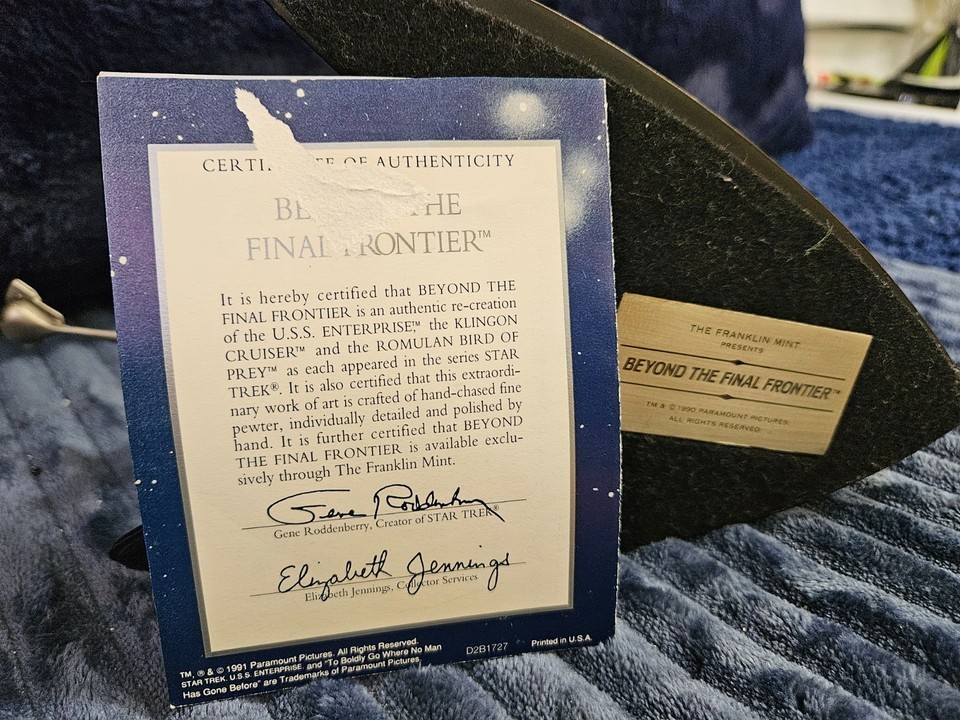 CERTI TE OF AUTHENTICITY
BE THE
FINAL FRONTIER™
It is hereby certified that BEYOND THE
FINAL FRONTIER is an authentic re-creation
of the U.S.S. ENTERPRISE™ the KLINGON
CRUISER™ and the ROMULAN BIRD OF
PREY™ as each appeared in the series STAR
TREK®. It is also certified that this extraordi-
nary work of art is crafted of hand-chased fine
pewter, individually detailed and polished by
hand. It is further certified that BEYOND
THE FINAL FRONTIER is available exclu-
sively through The Franklin Mint.
Gene Roddenberry
Gene Roddenberry, Creator of STAR TREK®
Elizabeth Jennings
Elizabeth Jennings, Collector Services
TM, ® & © 1991 Paramount Pictures. All Rights Reserved.
STAR TREK, U.S.S. ENTERPRISE, and "To Boldly Go Where No Man
Has Gone Before" are Trademarks of Paramount Pictures.
D2B1727
Printed in U.S.A.
THE FRANKLIN MINT
PRESENTS
BEYOND THE FINAL FRONTIER™
TM & © 1990 PARAMOUNT PICTURES.
ALL RIGHTS RESERVED.